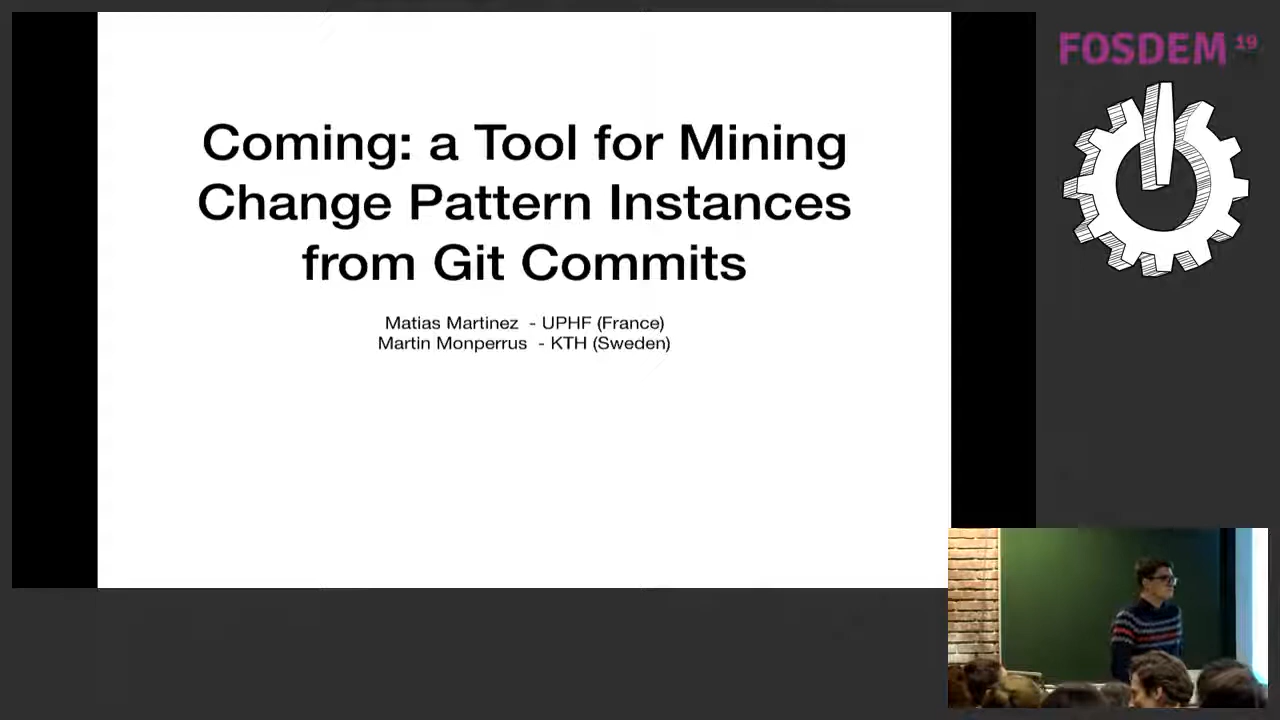 Coming: a Tool for Mining
Change Pattern Instances
from Git Commits
Matias Martinez - UPHF (France)
Martin Monperrus - KTH (Sweden)
FOSDEM 19